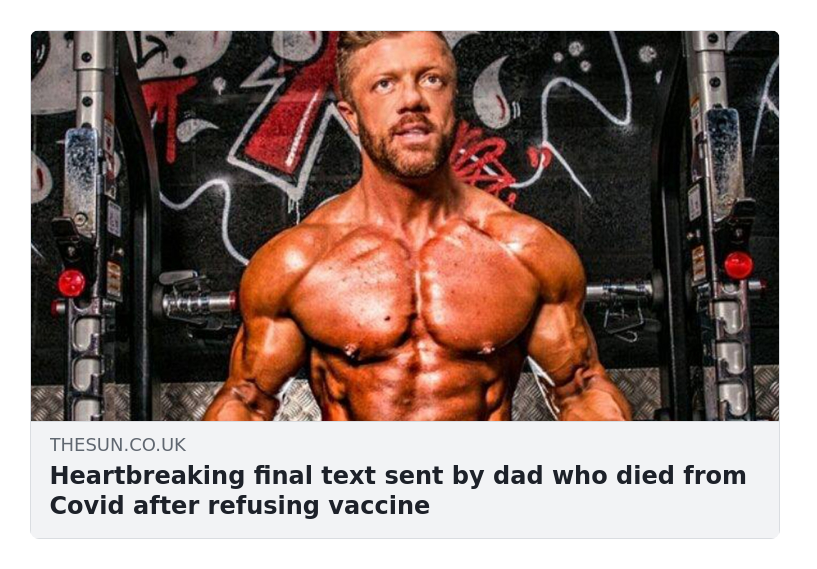 THESUN.CO.UK
Heartbreaking final text sent by dad who died from
Covid after refusing vaccine